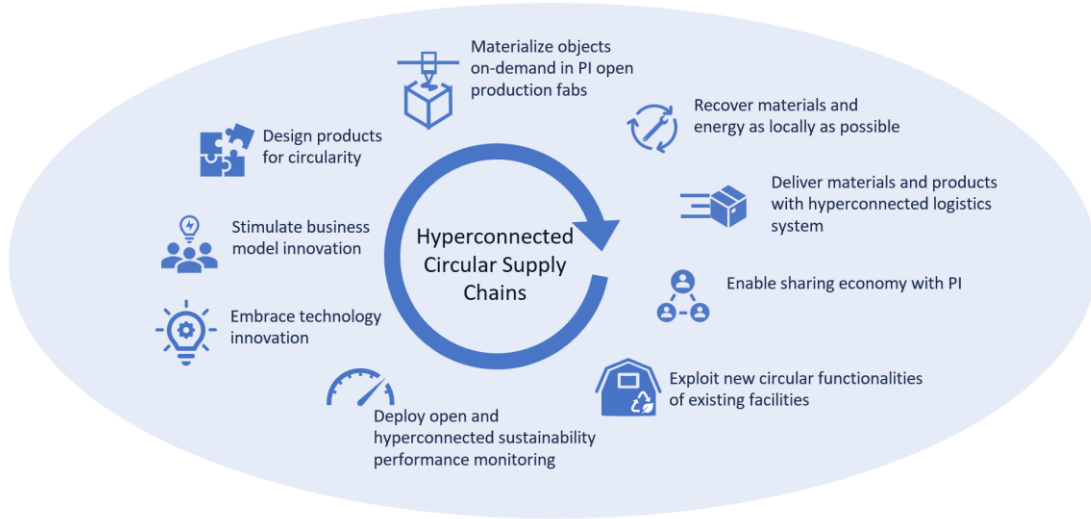 Materialize objects
on-demand in PI open
production fabs
Recover materials and
energy as locally as possible
Design products
for circularity
Deliver materials and products
with hyperconnected logistics
system
Stimulate business
model innovation
Hyperconnected
Circular Supply
Chains
Enable sharing economy with PI
Embrace technology
innovation
Exploit new circular functionalities
of existing facilities
Deploy open and
hyperconnected sustainability
performance monitoring